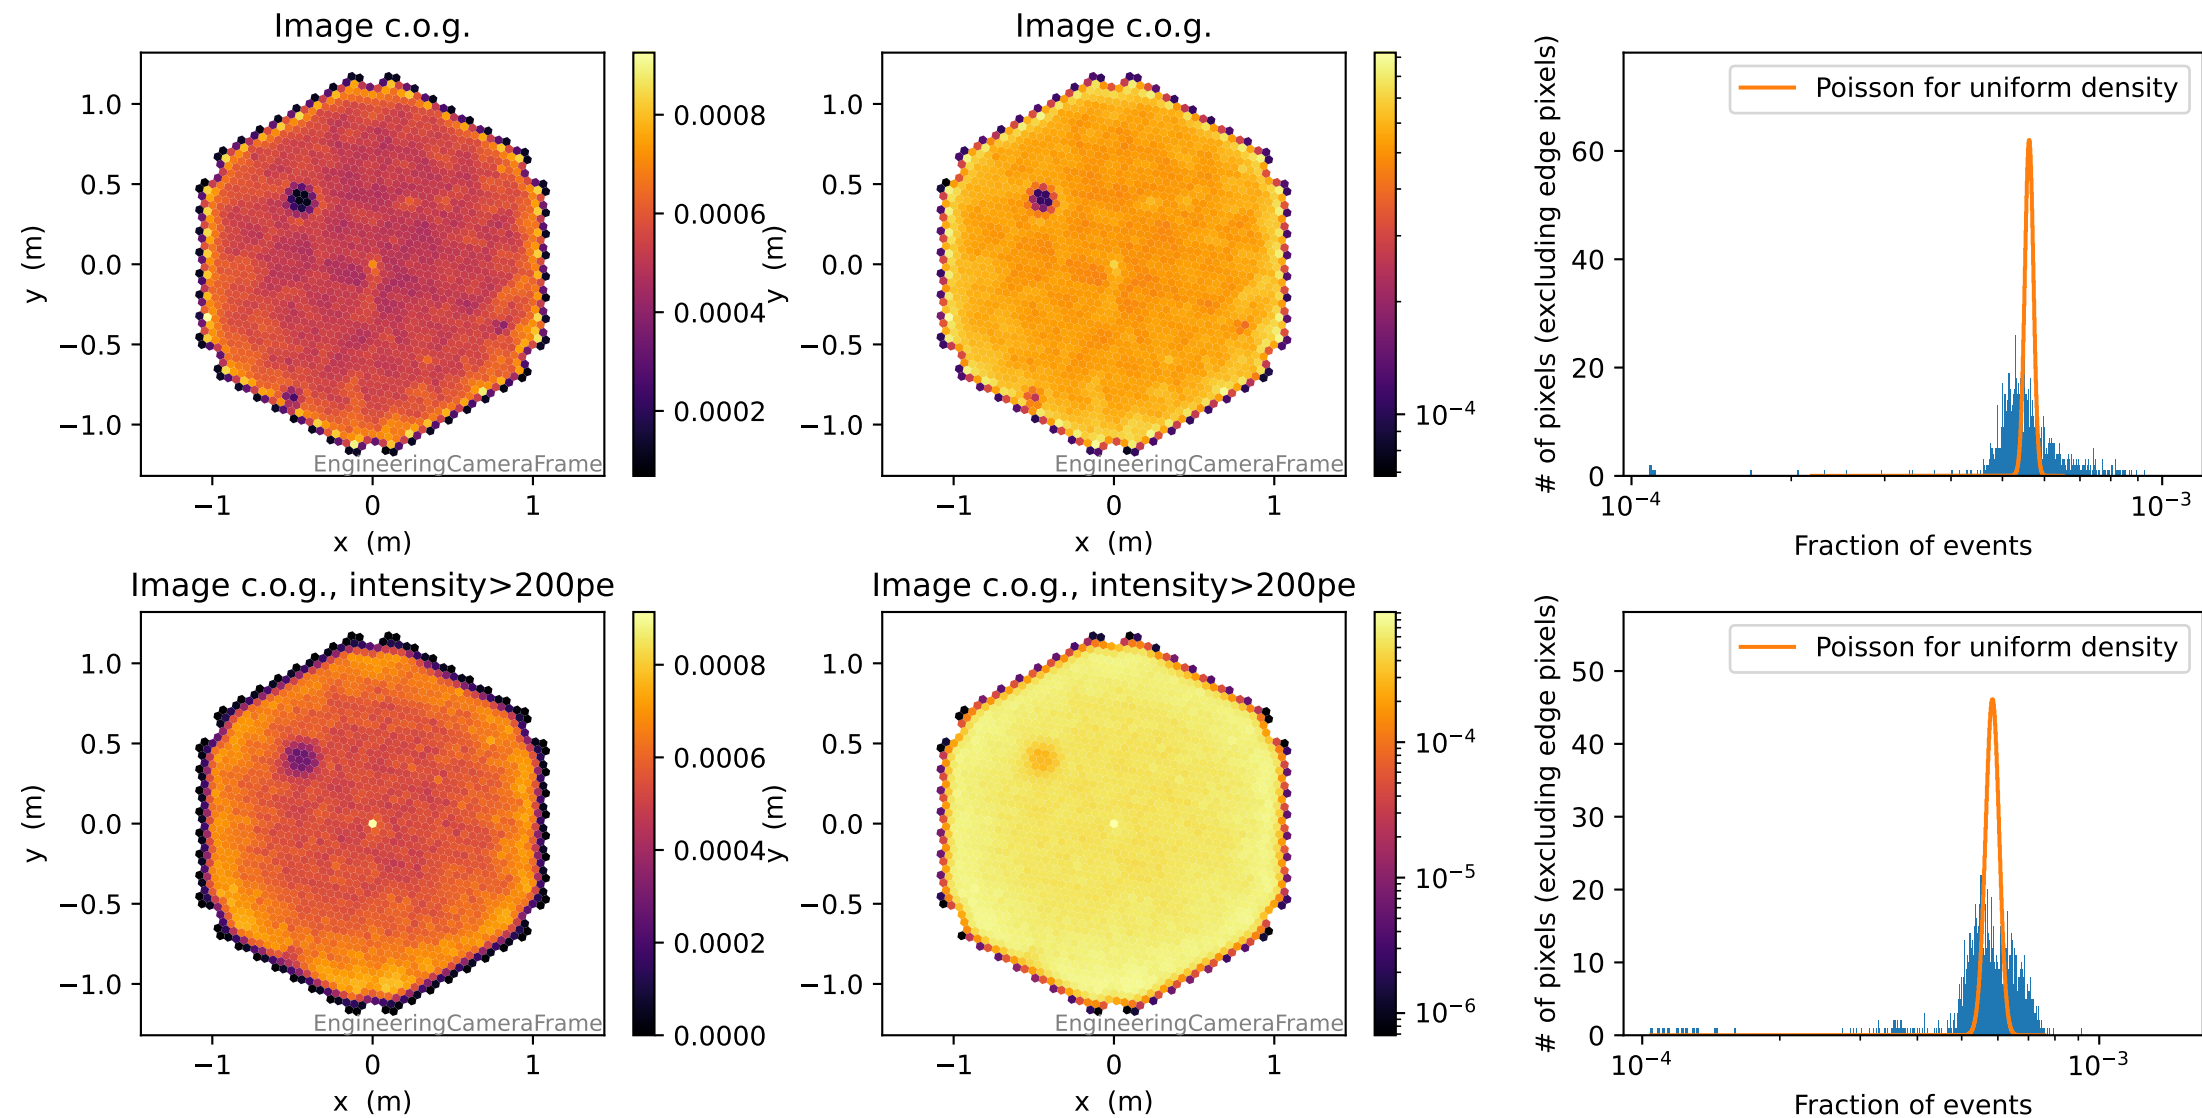 Image c.o.g.
1.0
0.5
0.0
−0.5
−1.0
y (m)
−1
0
1
x (m)
EngineeringCameraFrame
0.0008
0.0006
0.0004
0.0002
Image c.o.g.
1.0
0.5
0.0
−0.5
−1.0
y (m)
−1
0
1
x (m)
EngineeringCameraFrame
10⁻⁴
Poisson for uniform density
# of pixels (excluding edge pixels)
60
40
20
0
10⁻⁴
10⁻³
Fraction of events
Image c.o.g., intensity>200pe
1.0
0.5
0.0
−0.5
−1.0
y (m)
−1
0
1
x (m)
EngineeringCameraFrame
0.0008
0.0006
0.0004
0.0002
0.0000
Image c.o.g., intensity>200pe
1.0
0.5
0.0
−0.5
−1.0
y (m)
−1
0
1
x (m)
EngineeringCameraFrame
10⁻⁴
10⁻⁵
10⁻⁶
Poisson for uniform density
# of pixels (excluding edge pixels)
50
40
30
20
10
0
10⁻⁴
10⁻³
Fraction of events